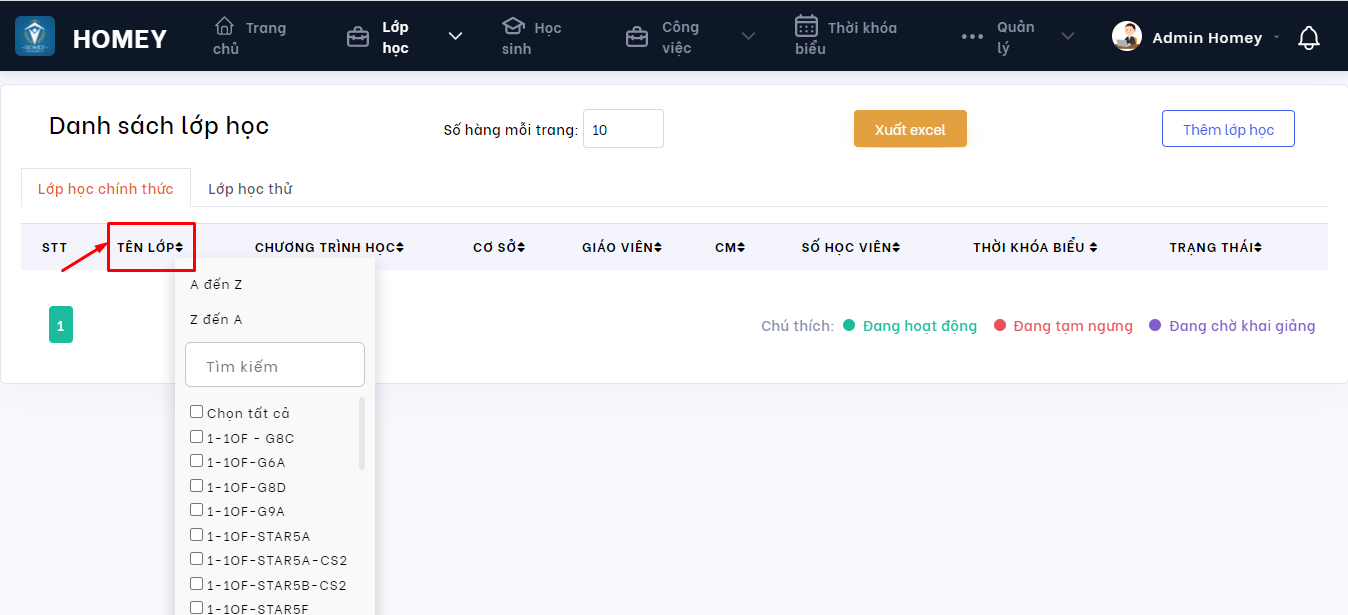 HOMEY
Trang chủ
Lớp học
Học sinh
Công việc
Thời khóa biểu
Quản lý
Admin Homey
Danh sách lớp học
Số hàng mỗi trang: 10
Xuất excel
Thêm lớp học
Lớp học chính thức
Lớp học thử
STT TÊN LỚP CHƯƠNG TRÌNH HỌC CƠ SỞ GIÁO VIÊN CM SỐ HỌC VIÊN THỜI KHÓA BIỂU TRẠNG THÁI
A đến Z
Z đến A
Tìm kiếm
Chọn tất cả
1-1OF - G8C
1-1OF-G6A
1-1OF-G8D
1-1OF-G9A
1-1OF-STAR5A
1-1OF-STAR5A-CS2
1-1OF-STAR5B-CS2
1-1OF-STAR5F
1
Chú thích: Đang hoạt động Đang tạm ngưng Đang chờ khai giảng